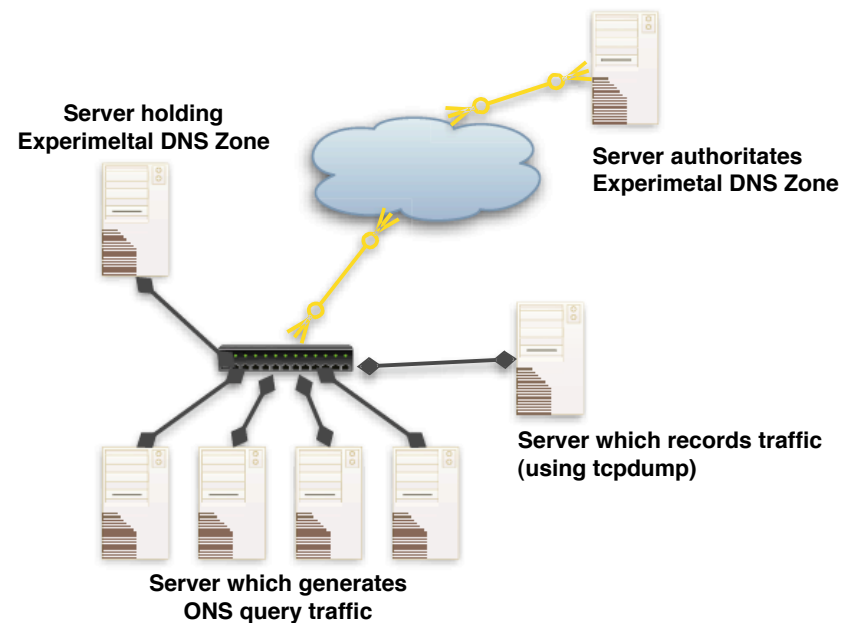 Server holding
Experimeltal DNS Zone
Server authoritates
Experimetal DNS Zone
Server which records traffic
(using tcpdump)
Server which generates
ONS query traffic